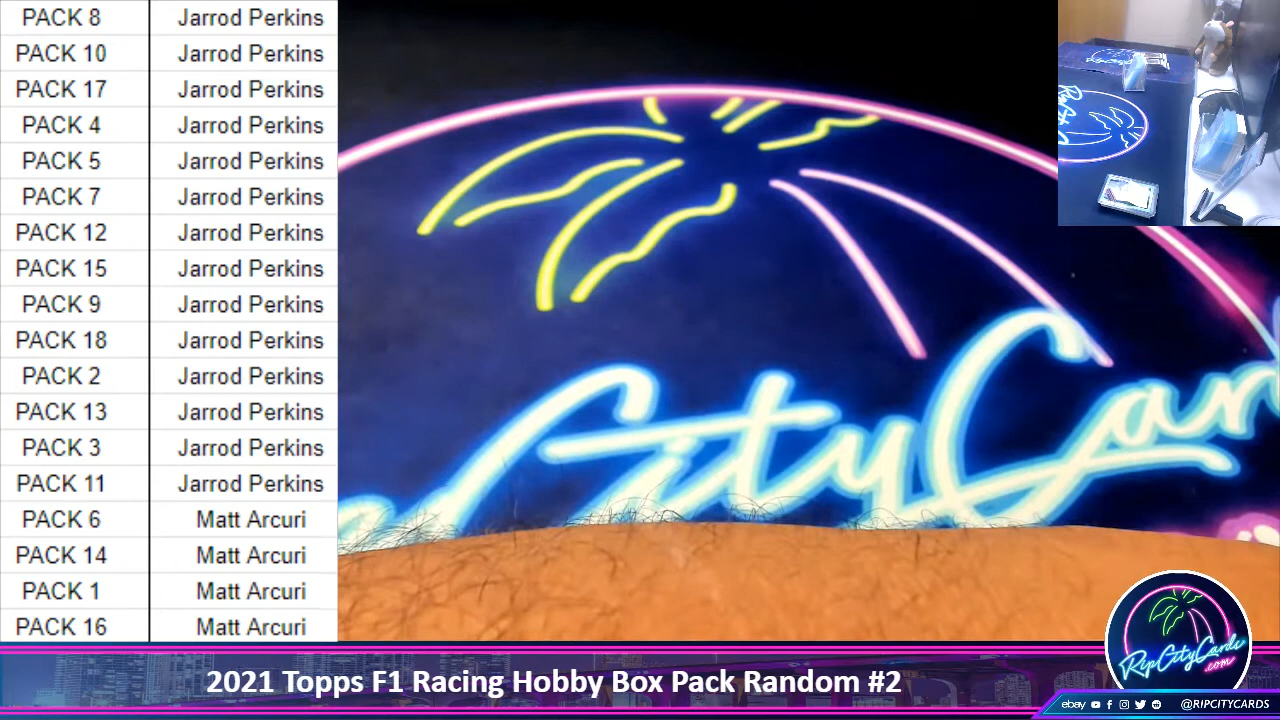 PACK 8 Jarrod Perkins
PACK 10 Jarrod Perkins
PACK 17 Jarrod Perkins
PACK 4 Jarrod Perkins
PACK 5 Jarrod Perkins
PACK 7 Jarrod Perkins
PACK 12 Jarrod Perkins
PACK 15 Jarrod Perkins
PACK 9 Jarrod Perkins
PACK 18 Jarrod Perkins
PACK 2 Jarrod Perkins
PACK 13 Jarrod Perkins
PACK 3 Jarrod Perkins
PACK 11 Jarrod Perkins
PACK 6 Matt Arcuri
PACK 14 Matt Arcuri
PACK 1 Matt Arcuri
PACK 16 Matt Arcuri
City Car
RipCityCards
.com
2021 Topps F1 Racing Hobby Box Pack Random #2
ebay @RIPCITYCARDS